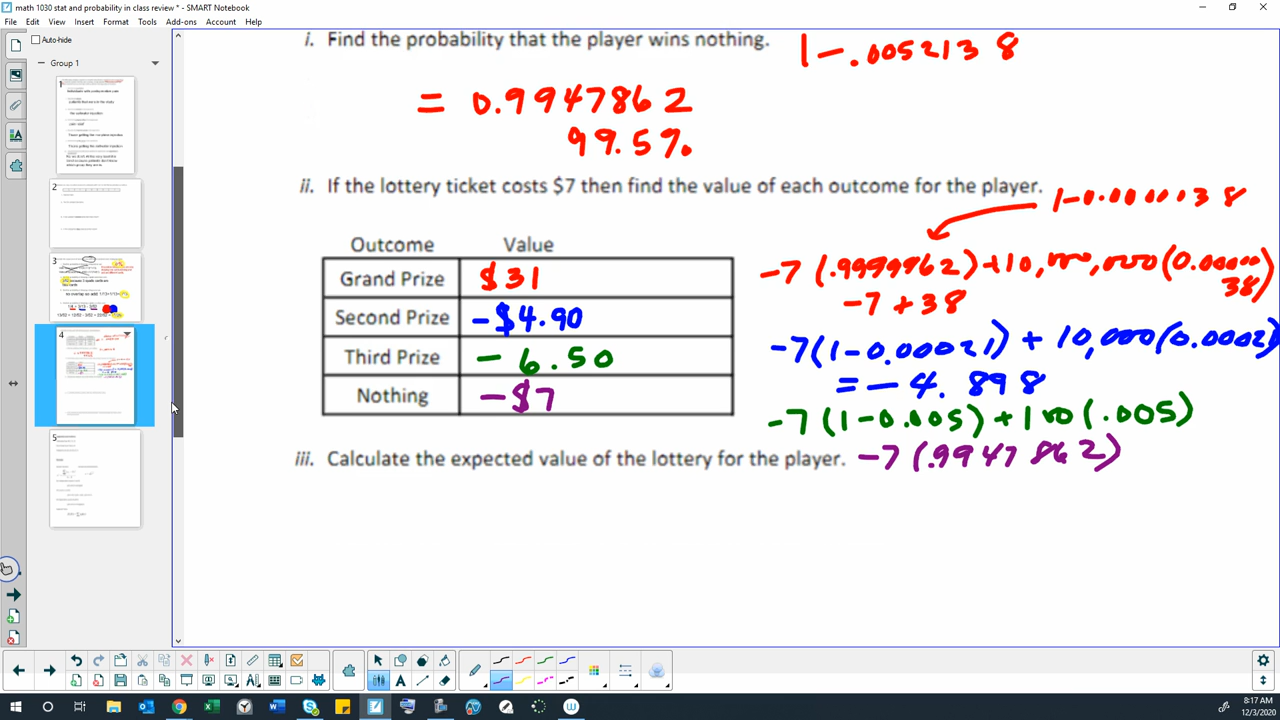 math 1030 stat and probability in class review * - SMART Notebook
File Edit View Insert Format Tools Add-ons Account Help
Auto-hide
Group 1
1
2
3
4
5
i. Find the probability that the player wins nothing. 1 - .0052138
= 0.9947862
99.5%
ii. If the lottery ticket costs $7 then find the value of each outcome for the player.
1-0.0000038
Outcome Value
Grand Prize $31
Second Prize -$4.90
Third Prize - 6.50
Nothing -$7
-7(.9999962)+10,000,000(0.0000038)
-7 + 38
-7(1-0.00021) + 10,000(0.0002)
= - 4.898
-7(1-0.005)+100(.005)
iii. Calculate the expected value of the lottery for the player. -7(.9947862)
8:17 AM
12/3/2020